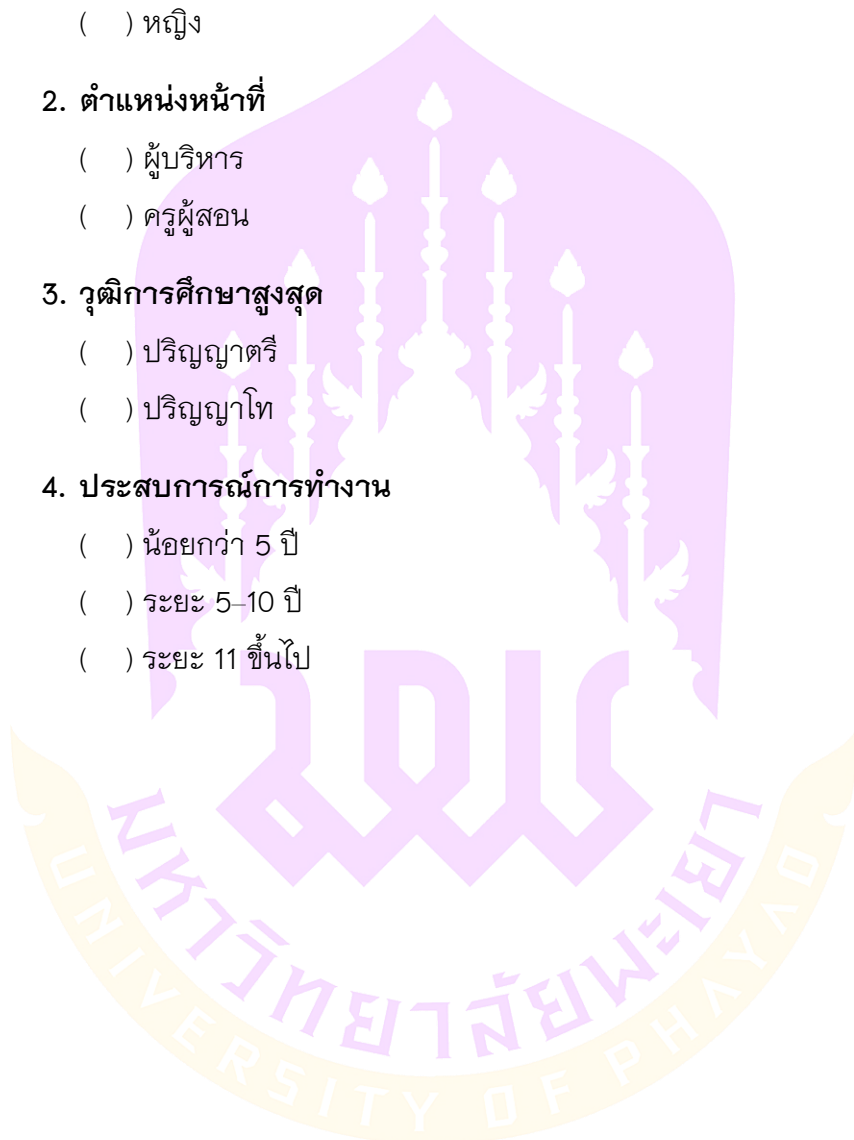 (    ) หญิง
2. ตำแหน่งหน้าที่
(    ) ผู้บริหาร
(    ) ครูผู้สอน
3. วุฒิการศึกษาสูงสุด
(    ) ปริญญาตรี
(    ) ปริญญาโท
4. ประสบการณ์การทำงาน
(    ) น้อยกว่า 5 ปี
(    ) ระยะ 5–10 ปี
(    ) ระยะ 11 ขึ้นไป
มหาวิทยาลัยพะเยา
UNIVERSITY OF PHAYAO